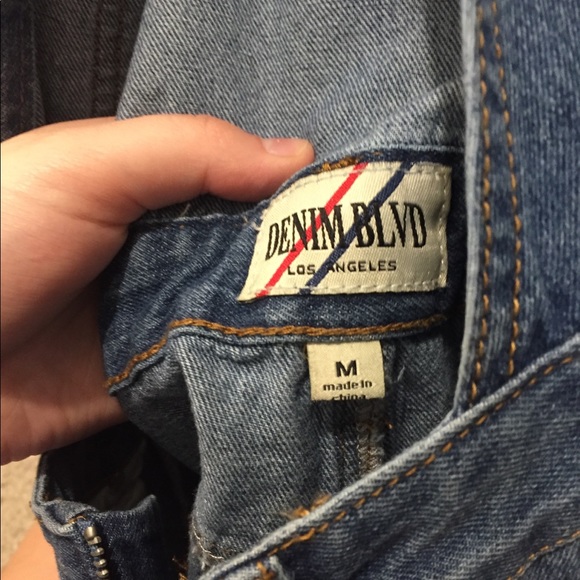 DENIM BLVD
LOS ANGELES
M
made in
china